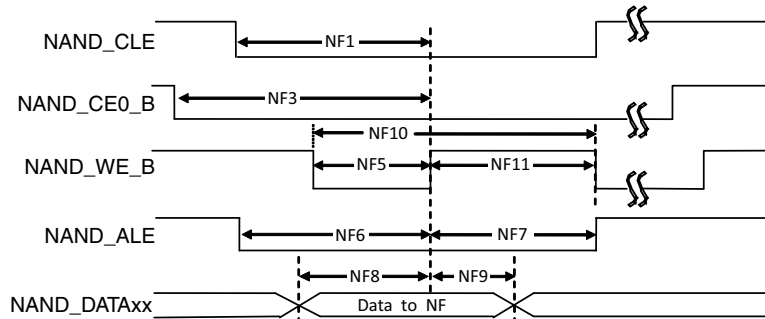 NAND_CLE
NF1
NAND_CE0_B
NF3
NF10
NAND_WE_B
NF5
NF11
NAND_ALE
NF6
NF7
NF8
NF9
NAND_DATAxx
Data to NF